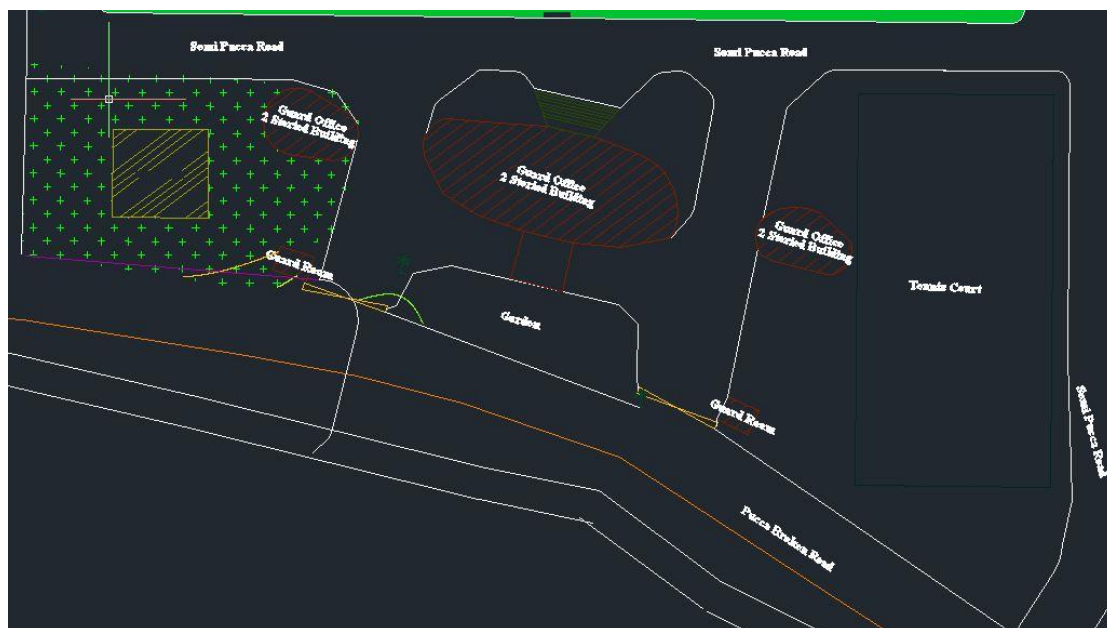 Semi Pucca Road
Semi Pucca Road
Guard Office
2 Storied Building
Guard Office
2 Storied Building
Guard Office
2 Storied Building
Guard Room
Tennis Court
Garden
Guard Room
Semi Pucca Road
Pucca Broken Road